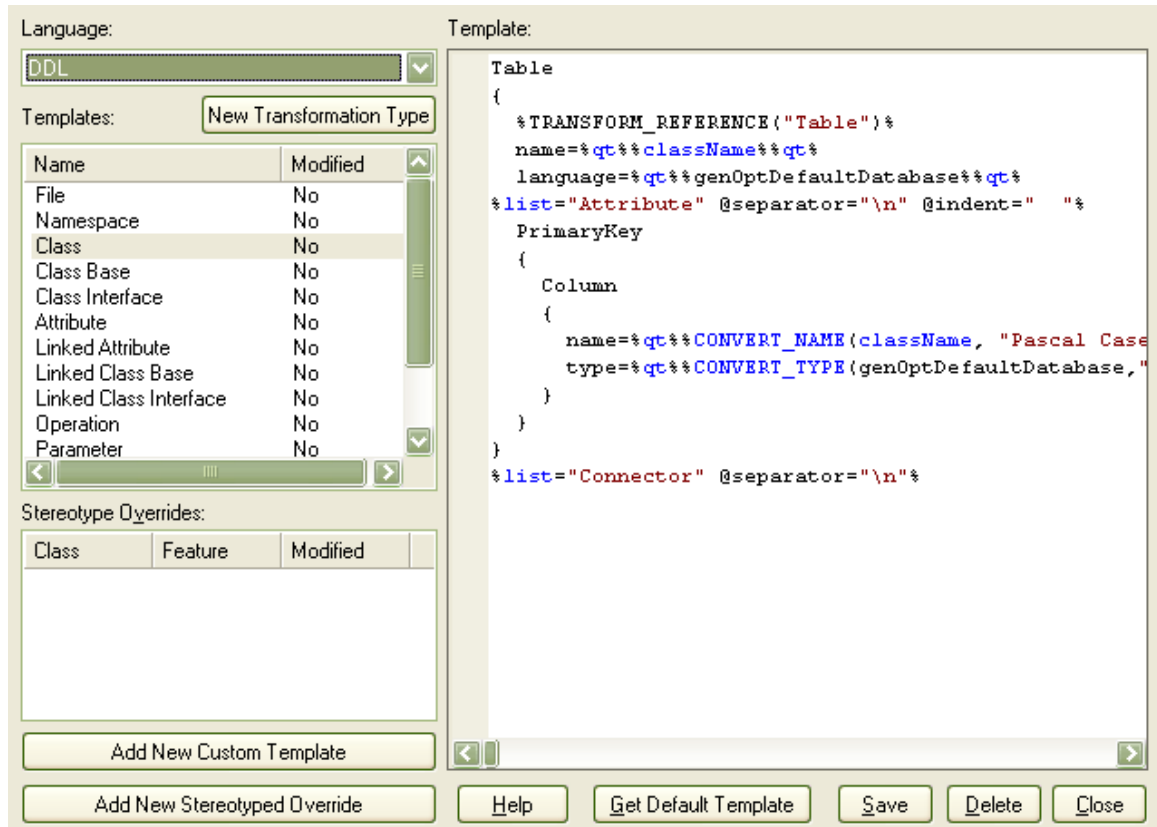 Language:
DDL
Templates:
New Transformation Type
Name Modified
File No
Namespace No
Class No
Class Base No
Class Interface No
Attribute No
Linked Attribute No
Linked Class Base No
Linked Class Interface No
Operation No
Parameter No
Stereotype Overrides:
Class Feature Modified
Add New Custom Template
Add New Stereotyped Override
Template:
Table
{
%TRANSFORM_REFERENCE("Table")%
name=%qt%%className%%qt%
language=%qt%%genOptDefaultDatabase%%qt%
%list="Attribute" @separator="\n" @indent="  "%
PrimaryKey
{
Column
{
name=%qt%%CONVERT_NAME(className, "Pascal Case
type=%qt%%CONVERT_TYPE(genOptDefaultDatabase,"
}
}
}
%list="Connector" @separator="\n"%
Help
Get Default Template
Save
Delete
Close